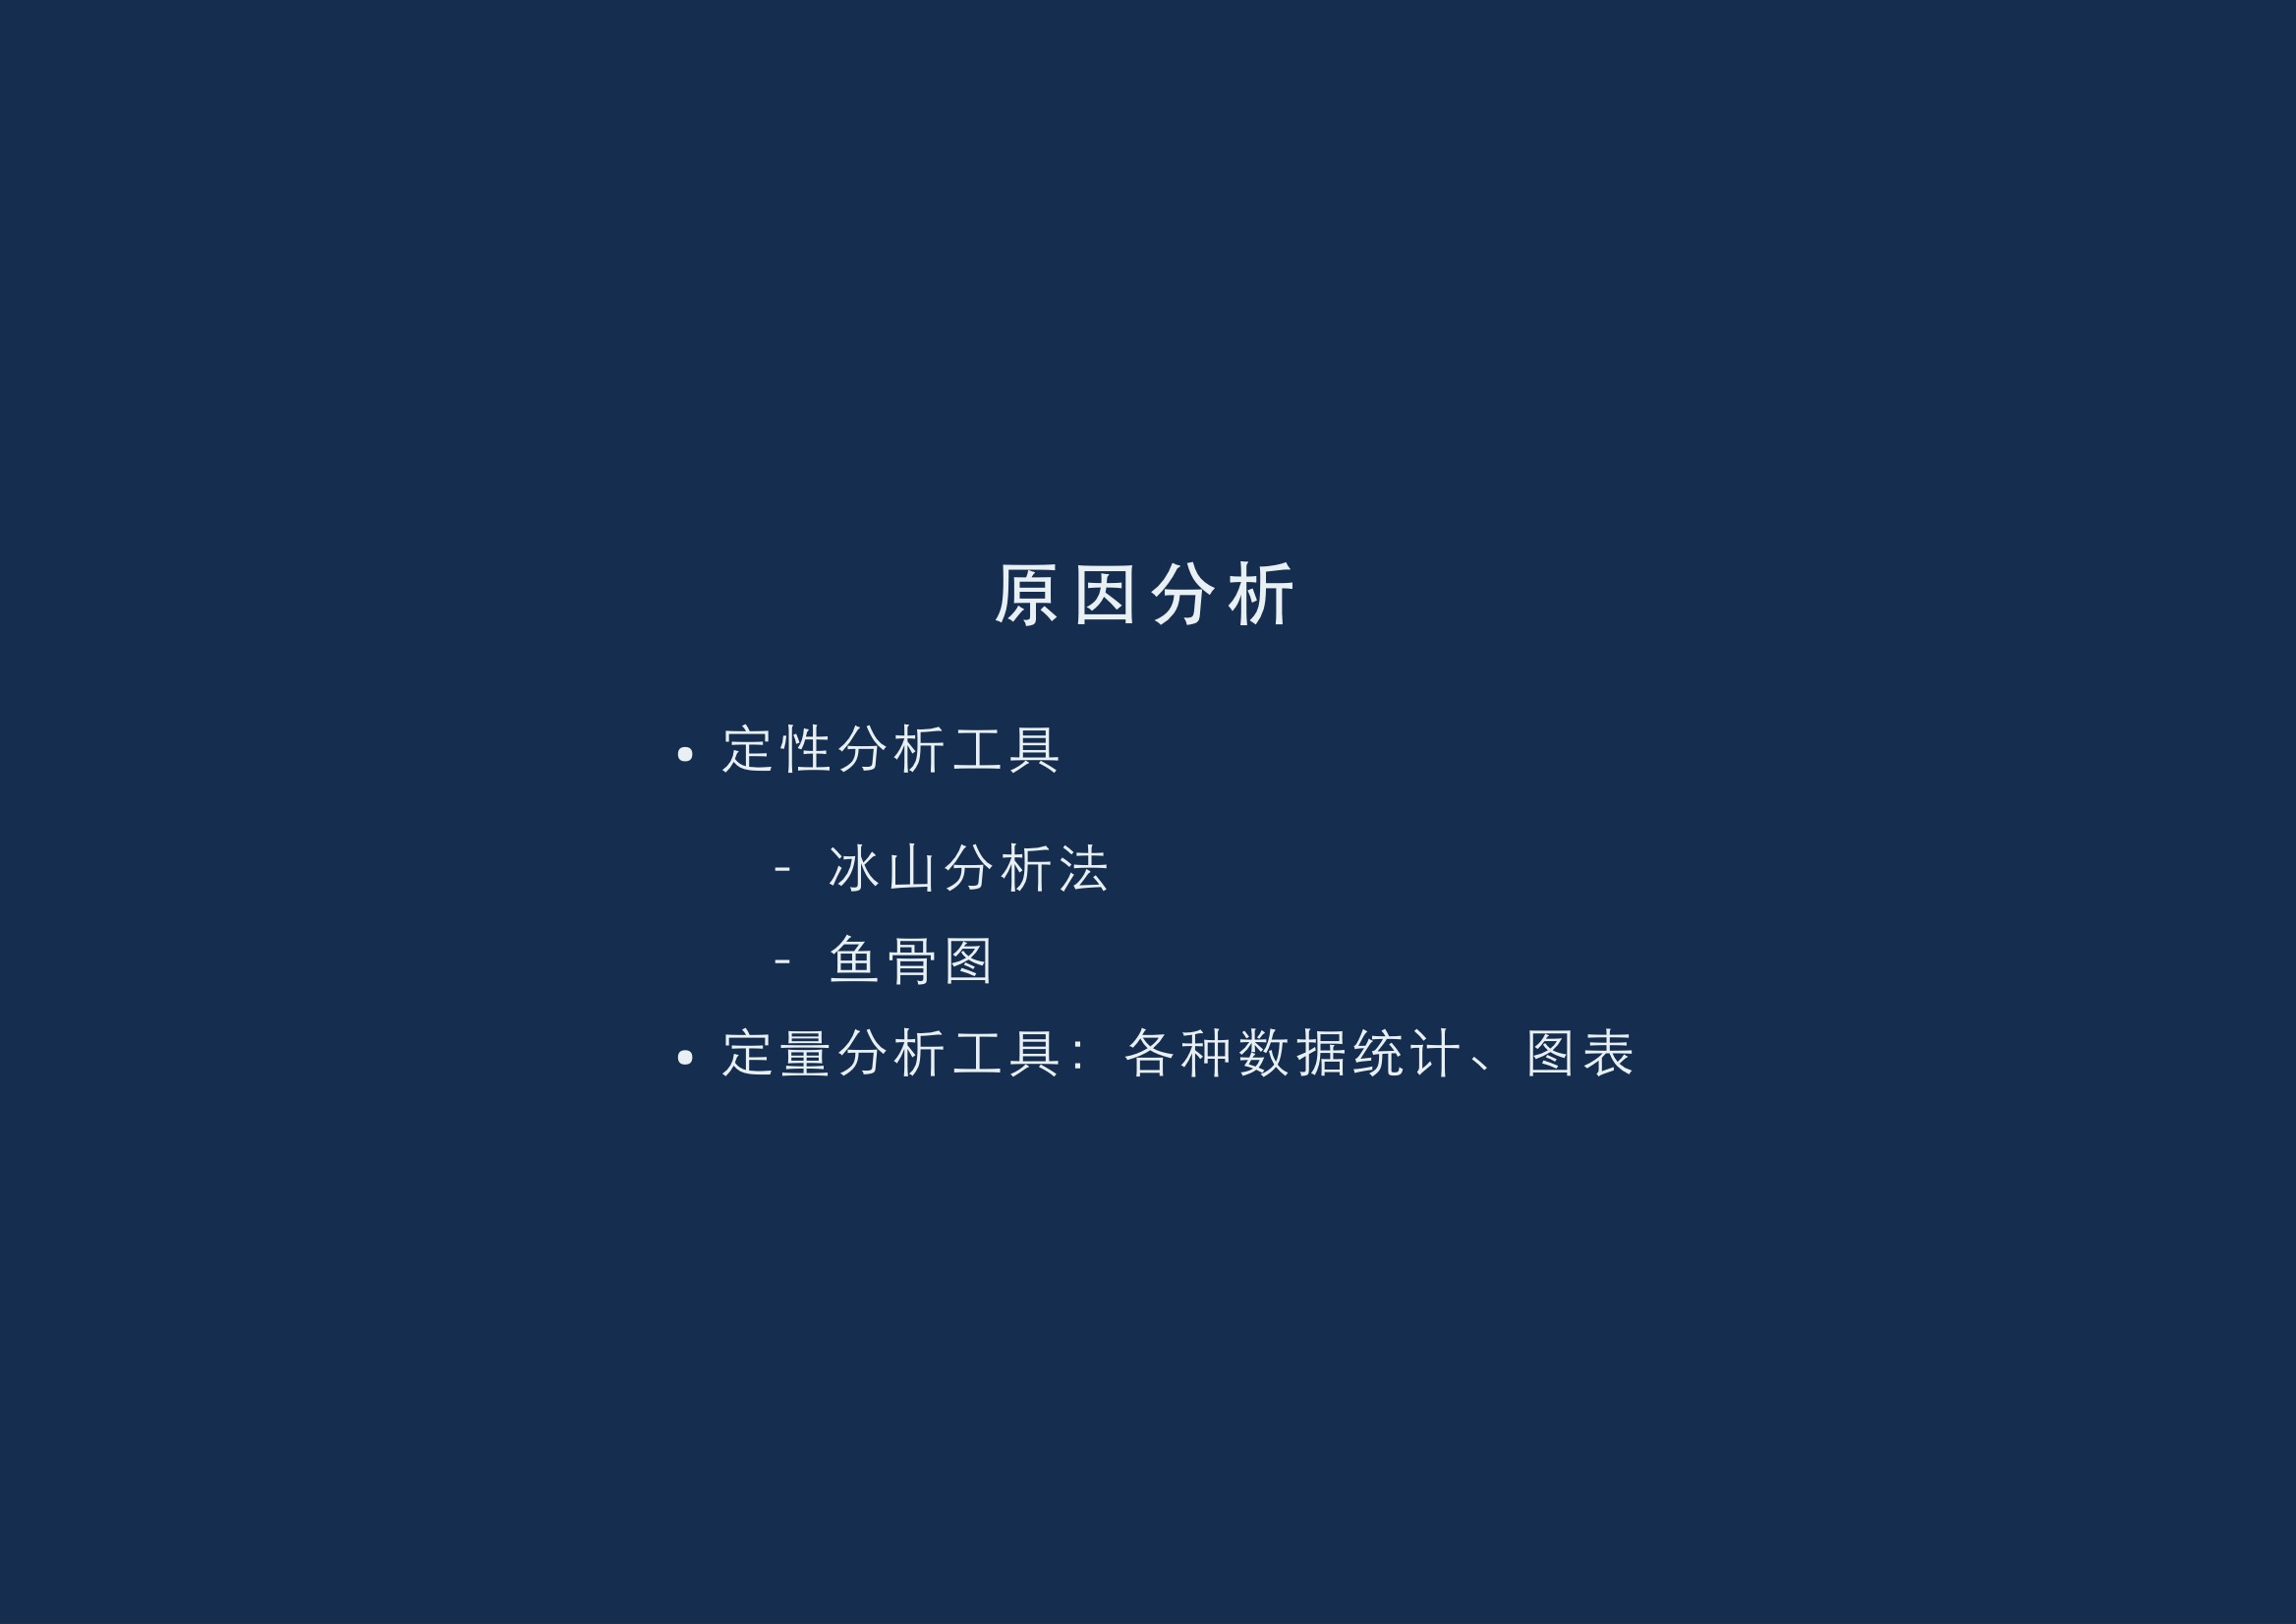 原因分析
• 定性分析工具
- 冰山分析法
- 鱼骨图
• 定量分析工具： 各种数据统计、 图表